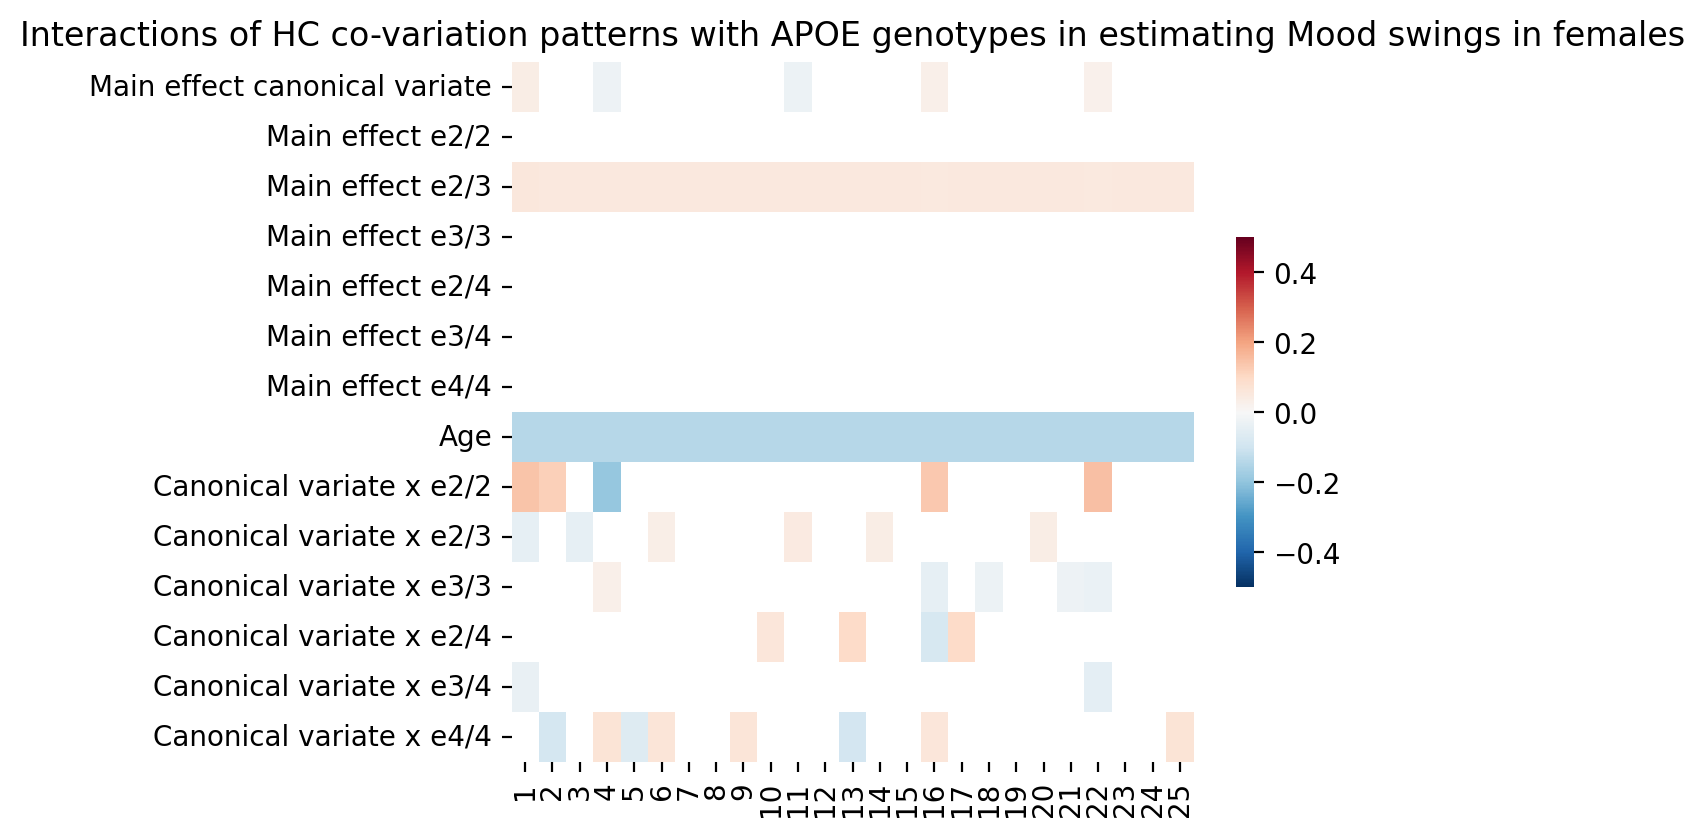 Interactions of HC co-variation patterns with APOE genotypes in estimating Mood swings in females
Main effect canonical variate
Main effect e2/2
Main effect e2/3
Main effect e3/3
Main effect e2/4
Main effect e3/4
Main effect e4/4
Age
Canonical variate x e2/2
Canonical variate x e2/3
Canonical variate x e3/3
Canonical variate x e2/4
Canonical variate x e3/4
Canonical variate x e4/4
1 2 3 4 5 6 7 8 9 10 11 12 13 14 15 16 17 18 19 20 21 22 23 24 25
0.4
0.2
0.0
−0.2
−0.4